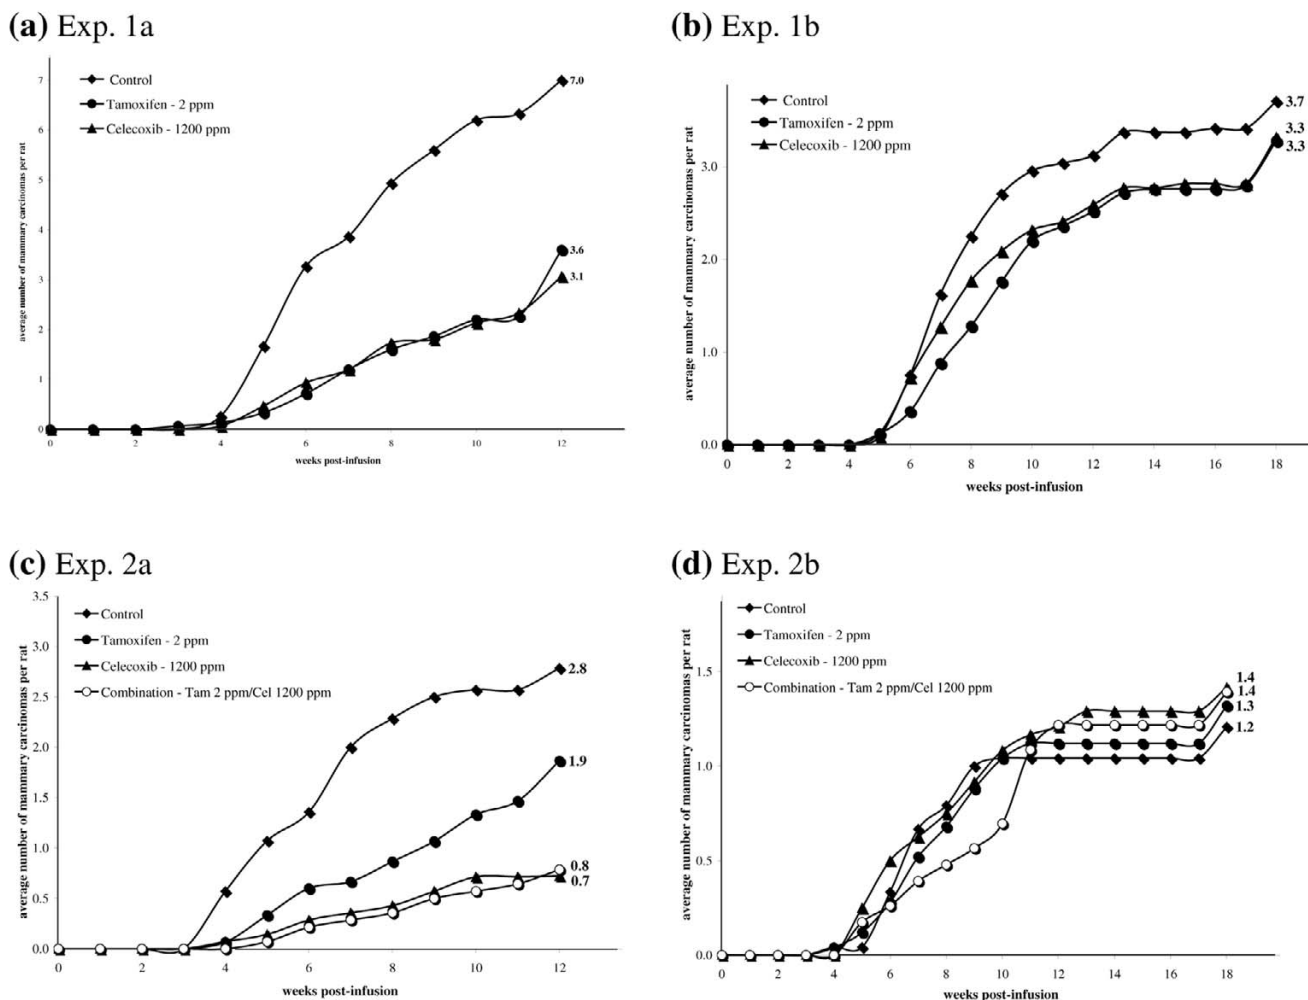 (a) Exp. 1a
Control
Tamoxifen - 2 ppm
Celecoxib - 1200 ppm
average number of mammary carcinomas per rat
7
6
5
4
3
2
1
0
7.0
3.6
3.1
0 2 4 6 8 10 12
weeks post-infusion
(b) Exp. 1b
Control
Tamoxifen - 2 ppm
Celecoxib - 1200 ppm
average number of mammary carcinomas per rat
3.0
2.0
1.0
0.0
3.7
3.3
3.3
0 2 4 6 8 10 12 14 16 18
weeks post-infusion
(c) Exp. 2a
Control
Tamoxifen - 2 ppm
Celecoxib - 1200 ppm
Combination - Tam 2 ppm/Cel 1200 ppm
average number of mammary carcinomas per rat
3.5
3.0
2.5
2.0
1.5
1.0
0.5
0.0
2.8
1.9
0.8
0.7
0 2 4 6 8 10 12
weeks post-infusion
(d) Exp. 2b
Control
Tamoxifen - 2 ppm
Celecoxib - 1200 ppm
Combination - Tam 2 ppm/Cel 1200 ppm
average number of mammary carcinomas per rat
1.5
1.0
0.5
0.0
1.4
1.4
1.3
1.2
0 2 4 6 8 10 12 14 16 18
weeks post-infusion